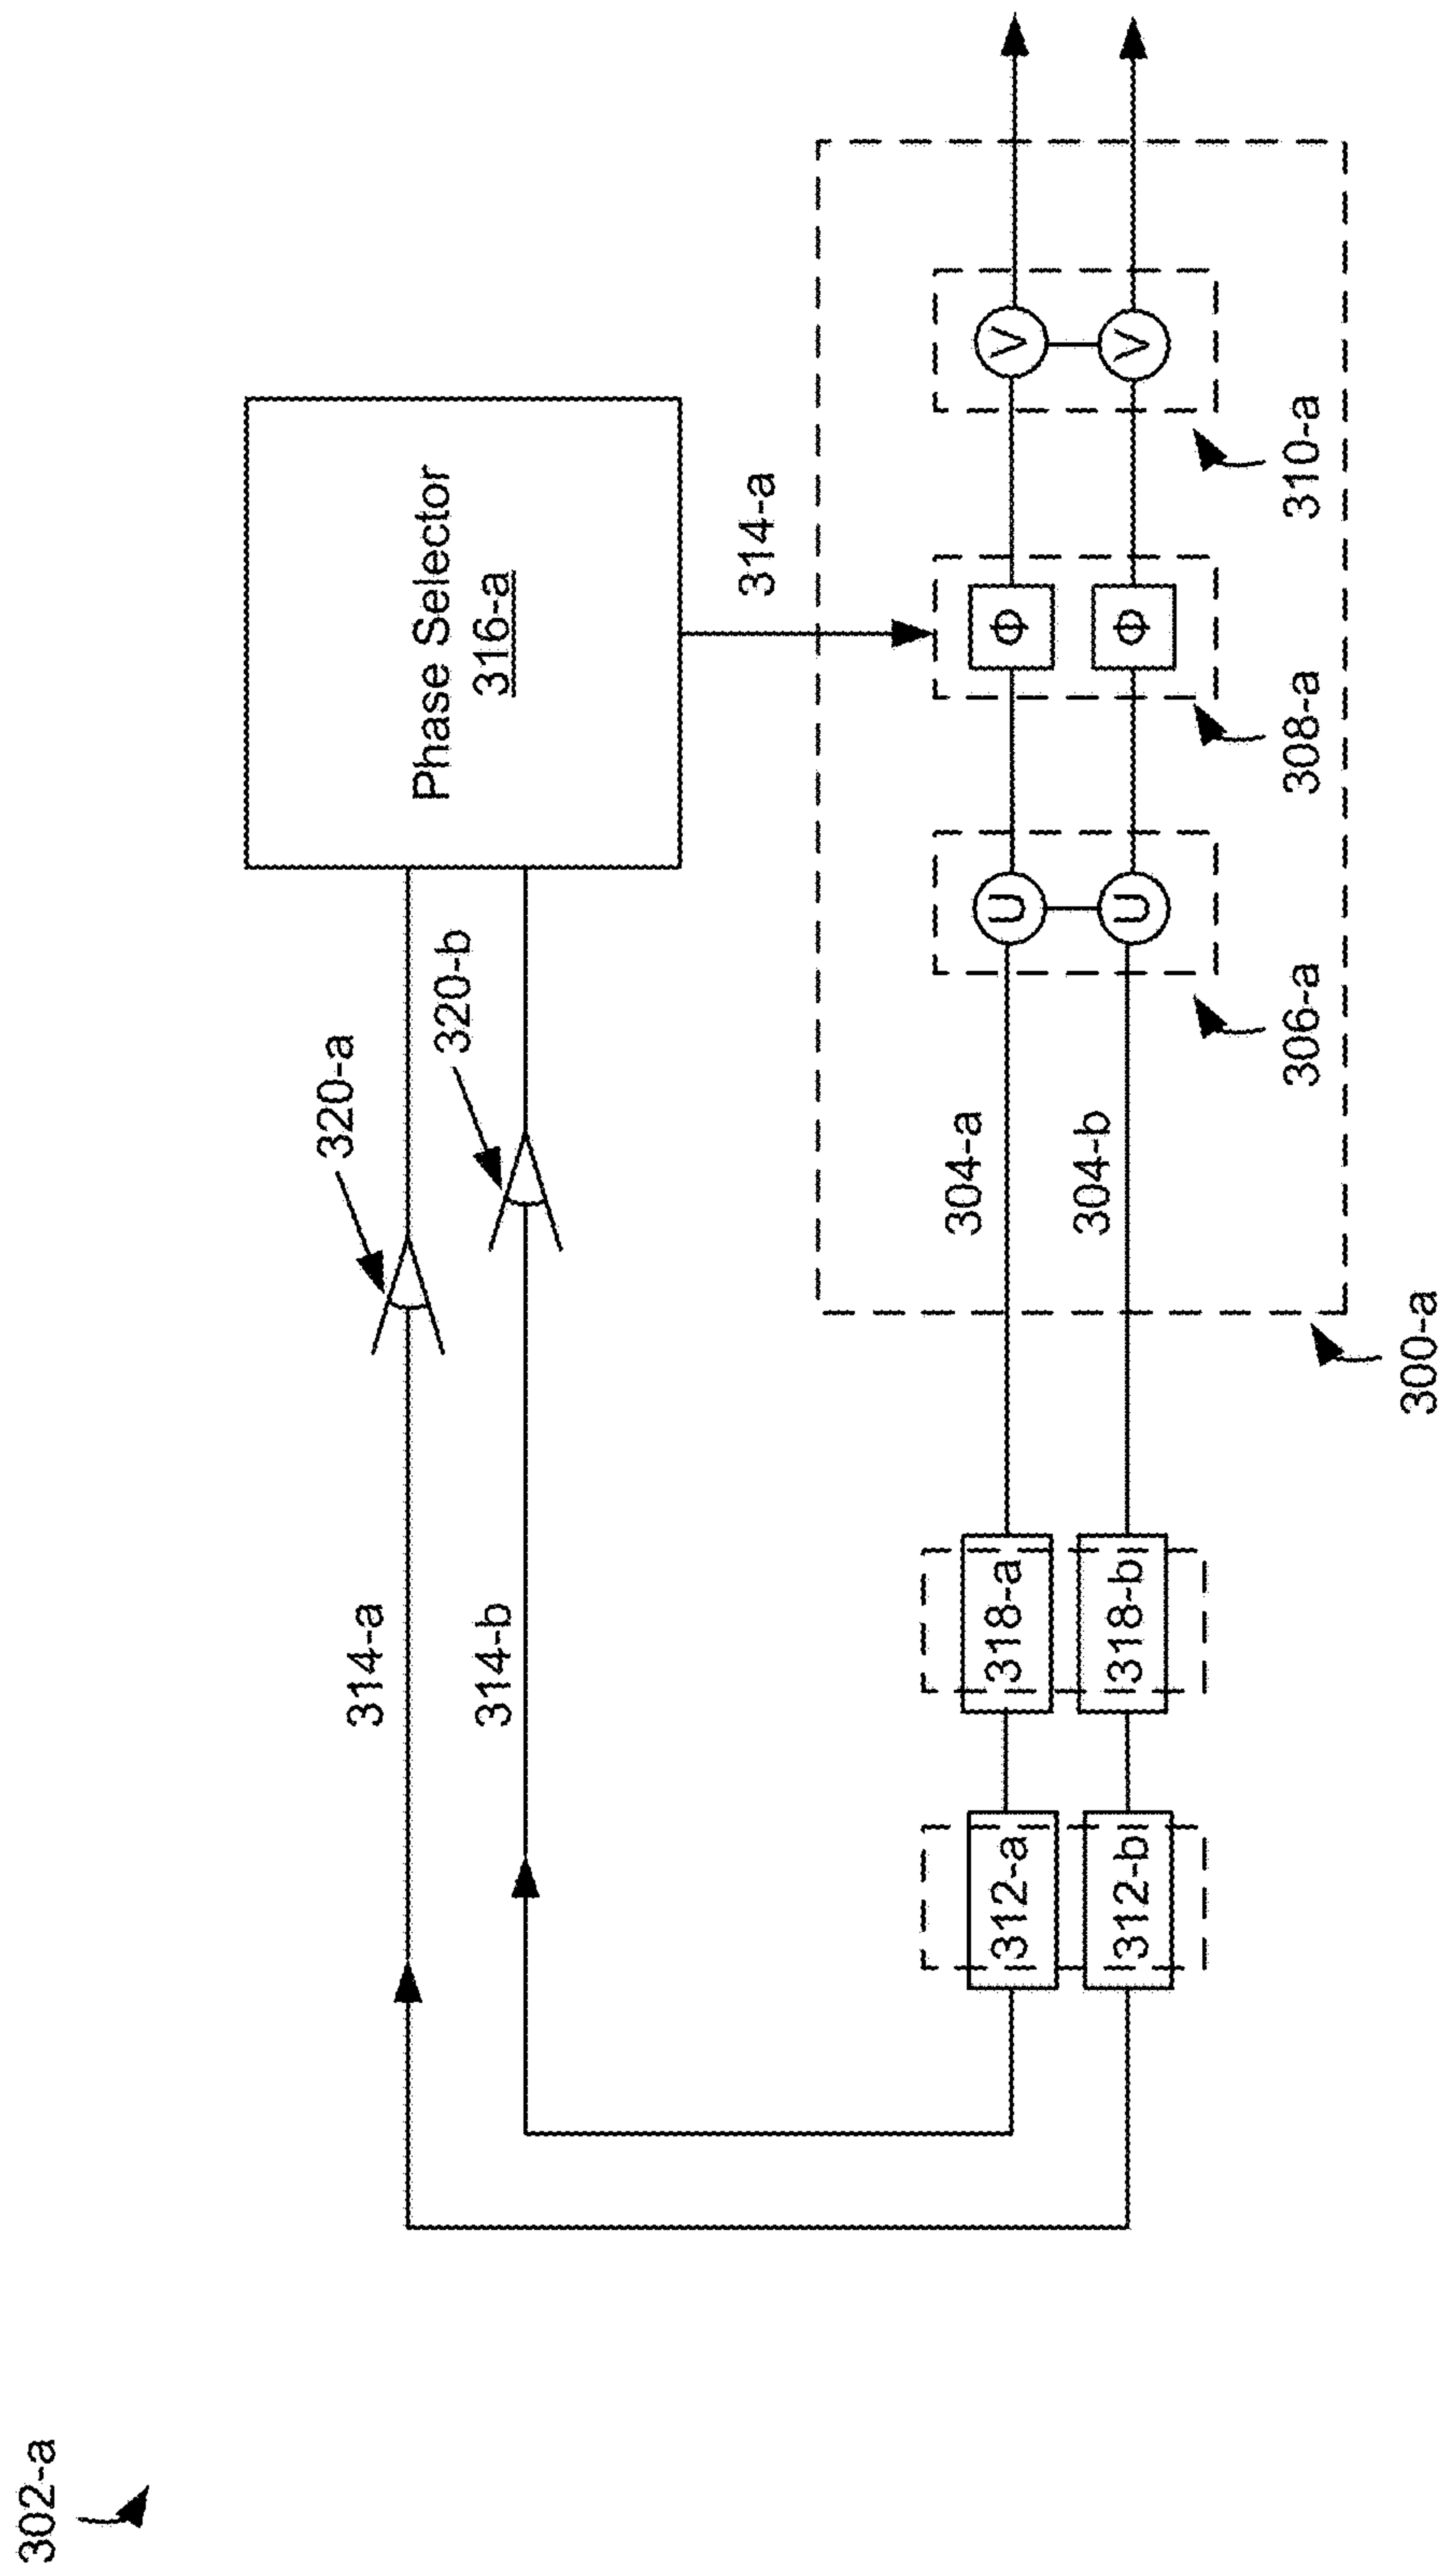 302-a
314-a
320-a
314-b
320-b
Phase Selector
316-a
314-a
304-a
304-b
312-a
318-a
U
Φ
V
312-b
318-b
U
Φ
V
306-a
308-a
310-a
300-a